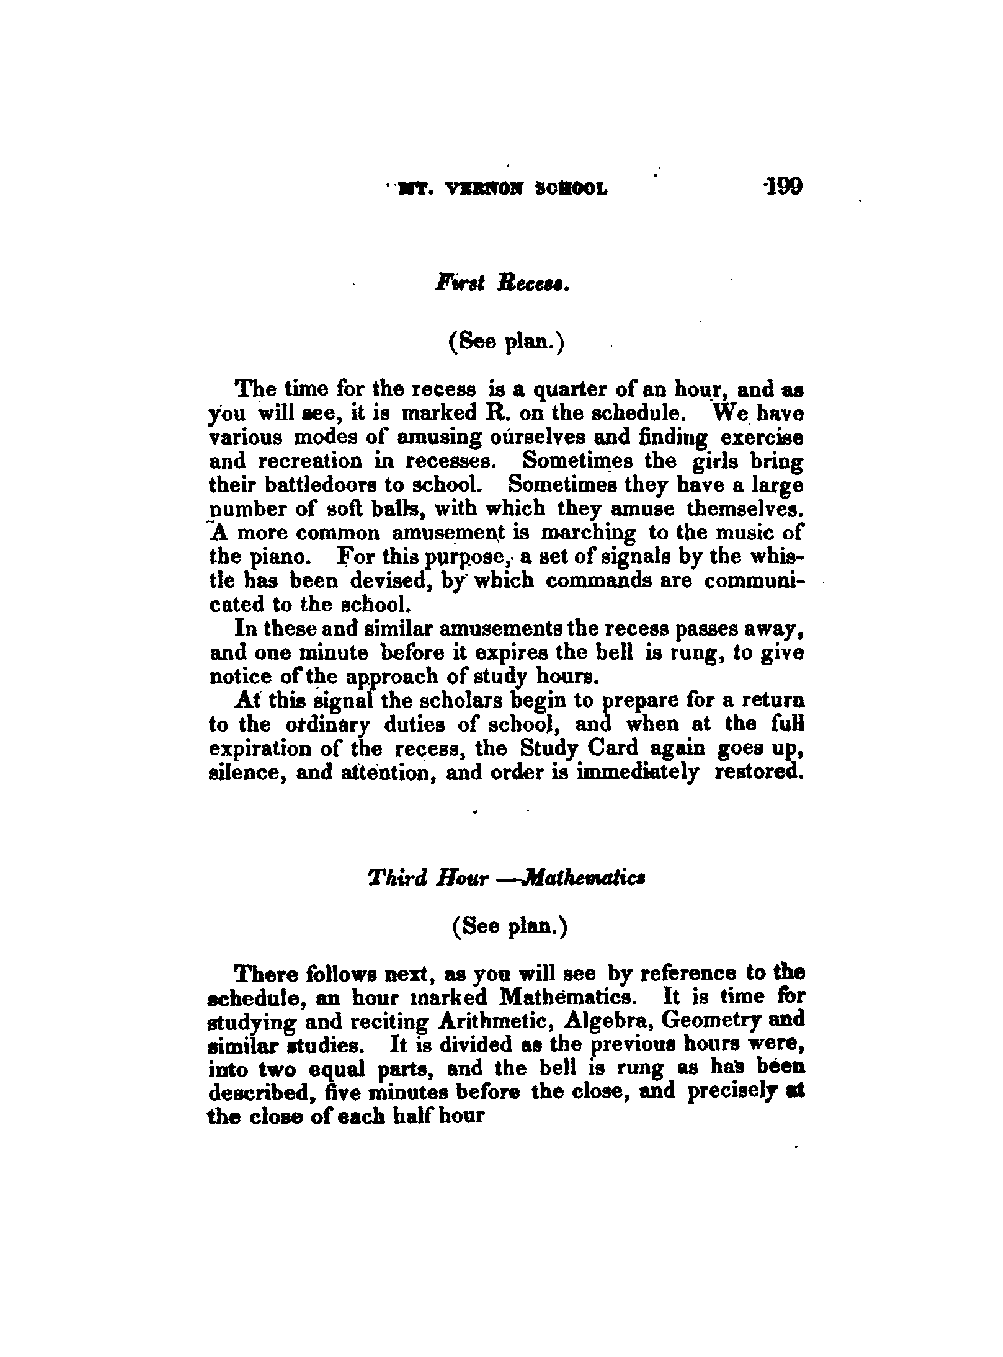 MT. VERNON SCHOOL 199
First Recess.
(See plan.)
The time for the recess is a quarter of an hour, and as
you will see, it is marked R. on the schedule. We have
various modes of amusing ourselves and finding exercise
and recreation in recesses. Sometimes the girls bring
their battledoors to school. Sometimes they have a large
number of soft balls, with which they amuse themselves.
A more common amusement is marching to the music of
the piano. For this purpose, a set of signals by the whis-
tle has been devised, by which commands are communi-
cated to the school.
In these and similar amusements the recess passes away,
and one minute before it expires the bell is rung, to give
notice of the approach of study hours.
At this signal the scholars begin to prepare for a return
to the ordinary duties of school, and when at the full
expiration of the recess, the Study Card again goes up,
silence, and attention, and order is immediately restored.
Third Hour —Mathematics
(See plan.)
There follows next, as you will see by reference to the
schedule, an hour marked Mathematics. It is time for
studying and reciting Arithmetic, Algebra, Geometry and
similar studies. It is divided as the previous hours were,
into two equal parts, and the bell is rung as has been
described, five minutes before the close, and precisely at
the close of each half hour